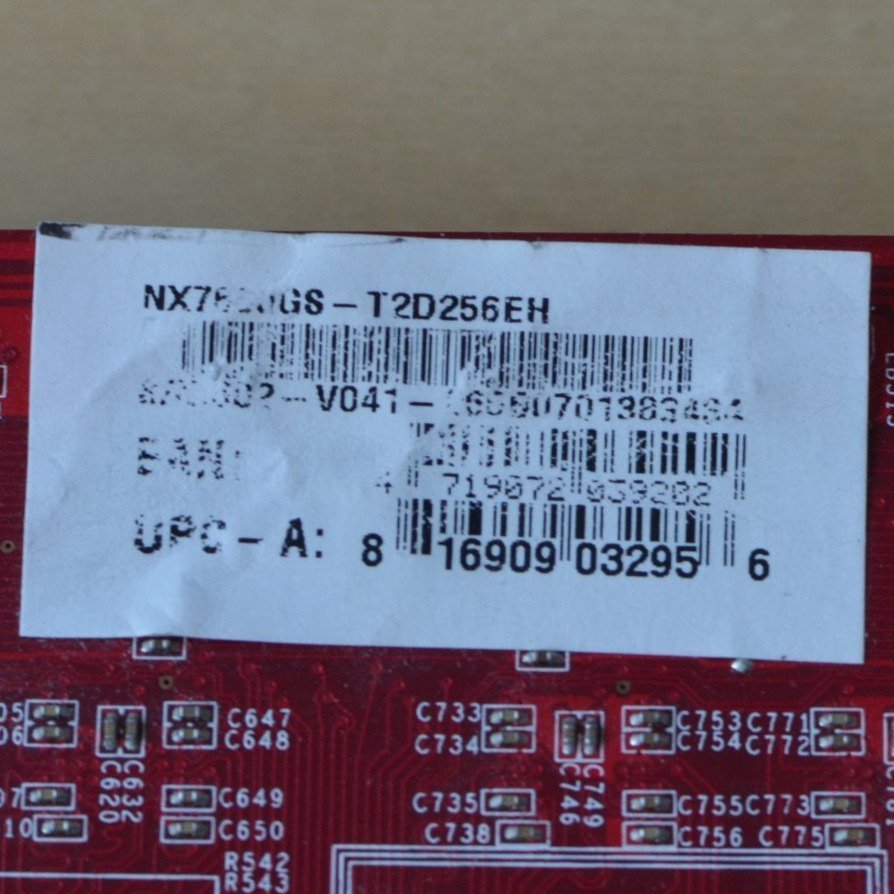 NX7600GS-T2D256EH
V041
4 719072 039202
UPC-A: 8 16909 03295 6
C647
C648
C733
C734
C753
C754
C771
C772
C620
C632
C746
C749
C649
C650
C735
C738
C755
C756
C773
C775
R542
R543